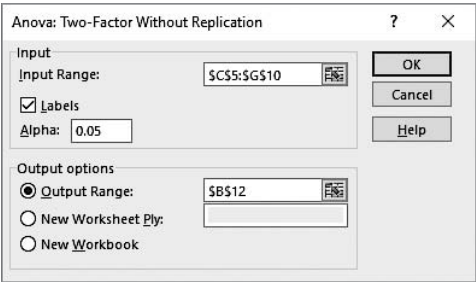 Anova: Two-Factor Without Replication ? ×
Input
Input Range: $C$5:$G$10
Labels
Alpha: 0.05
OK
Cancel
Help
Output options
Output Range: $B$12
New Worksheet Ply:
New Workbook